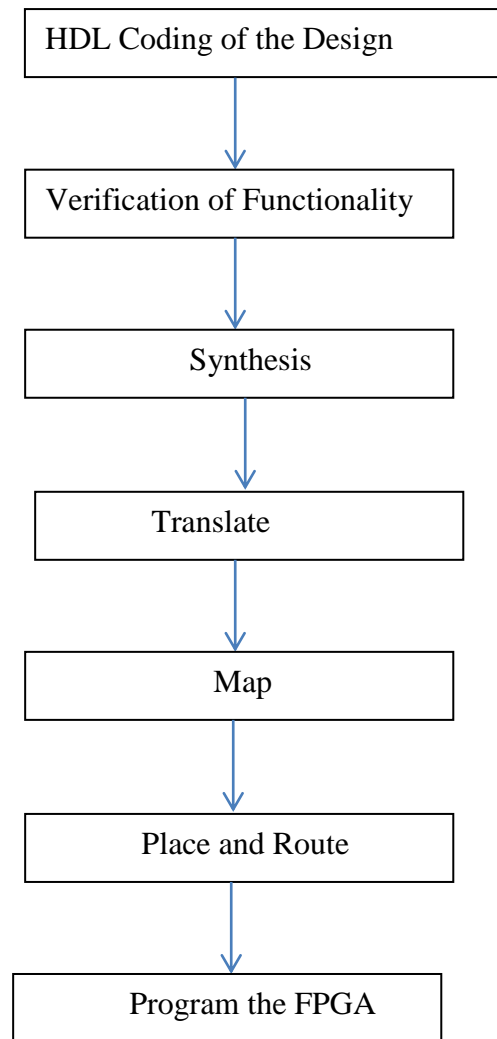 HDL Coding of the Design
Verification of Functionality
Synthesis
Translate
Map
Place and Route
Program the FPGA